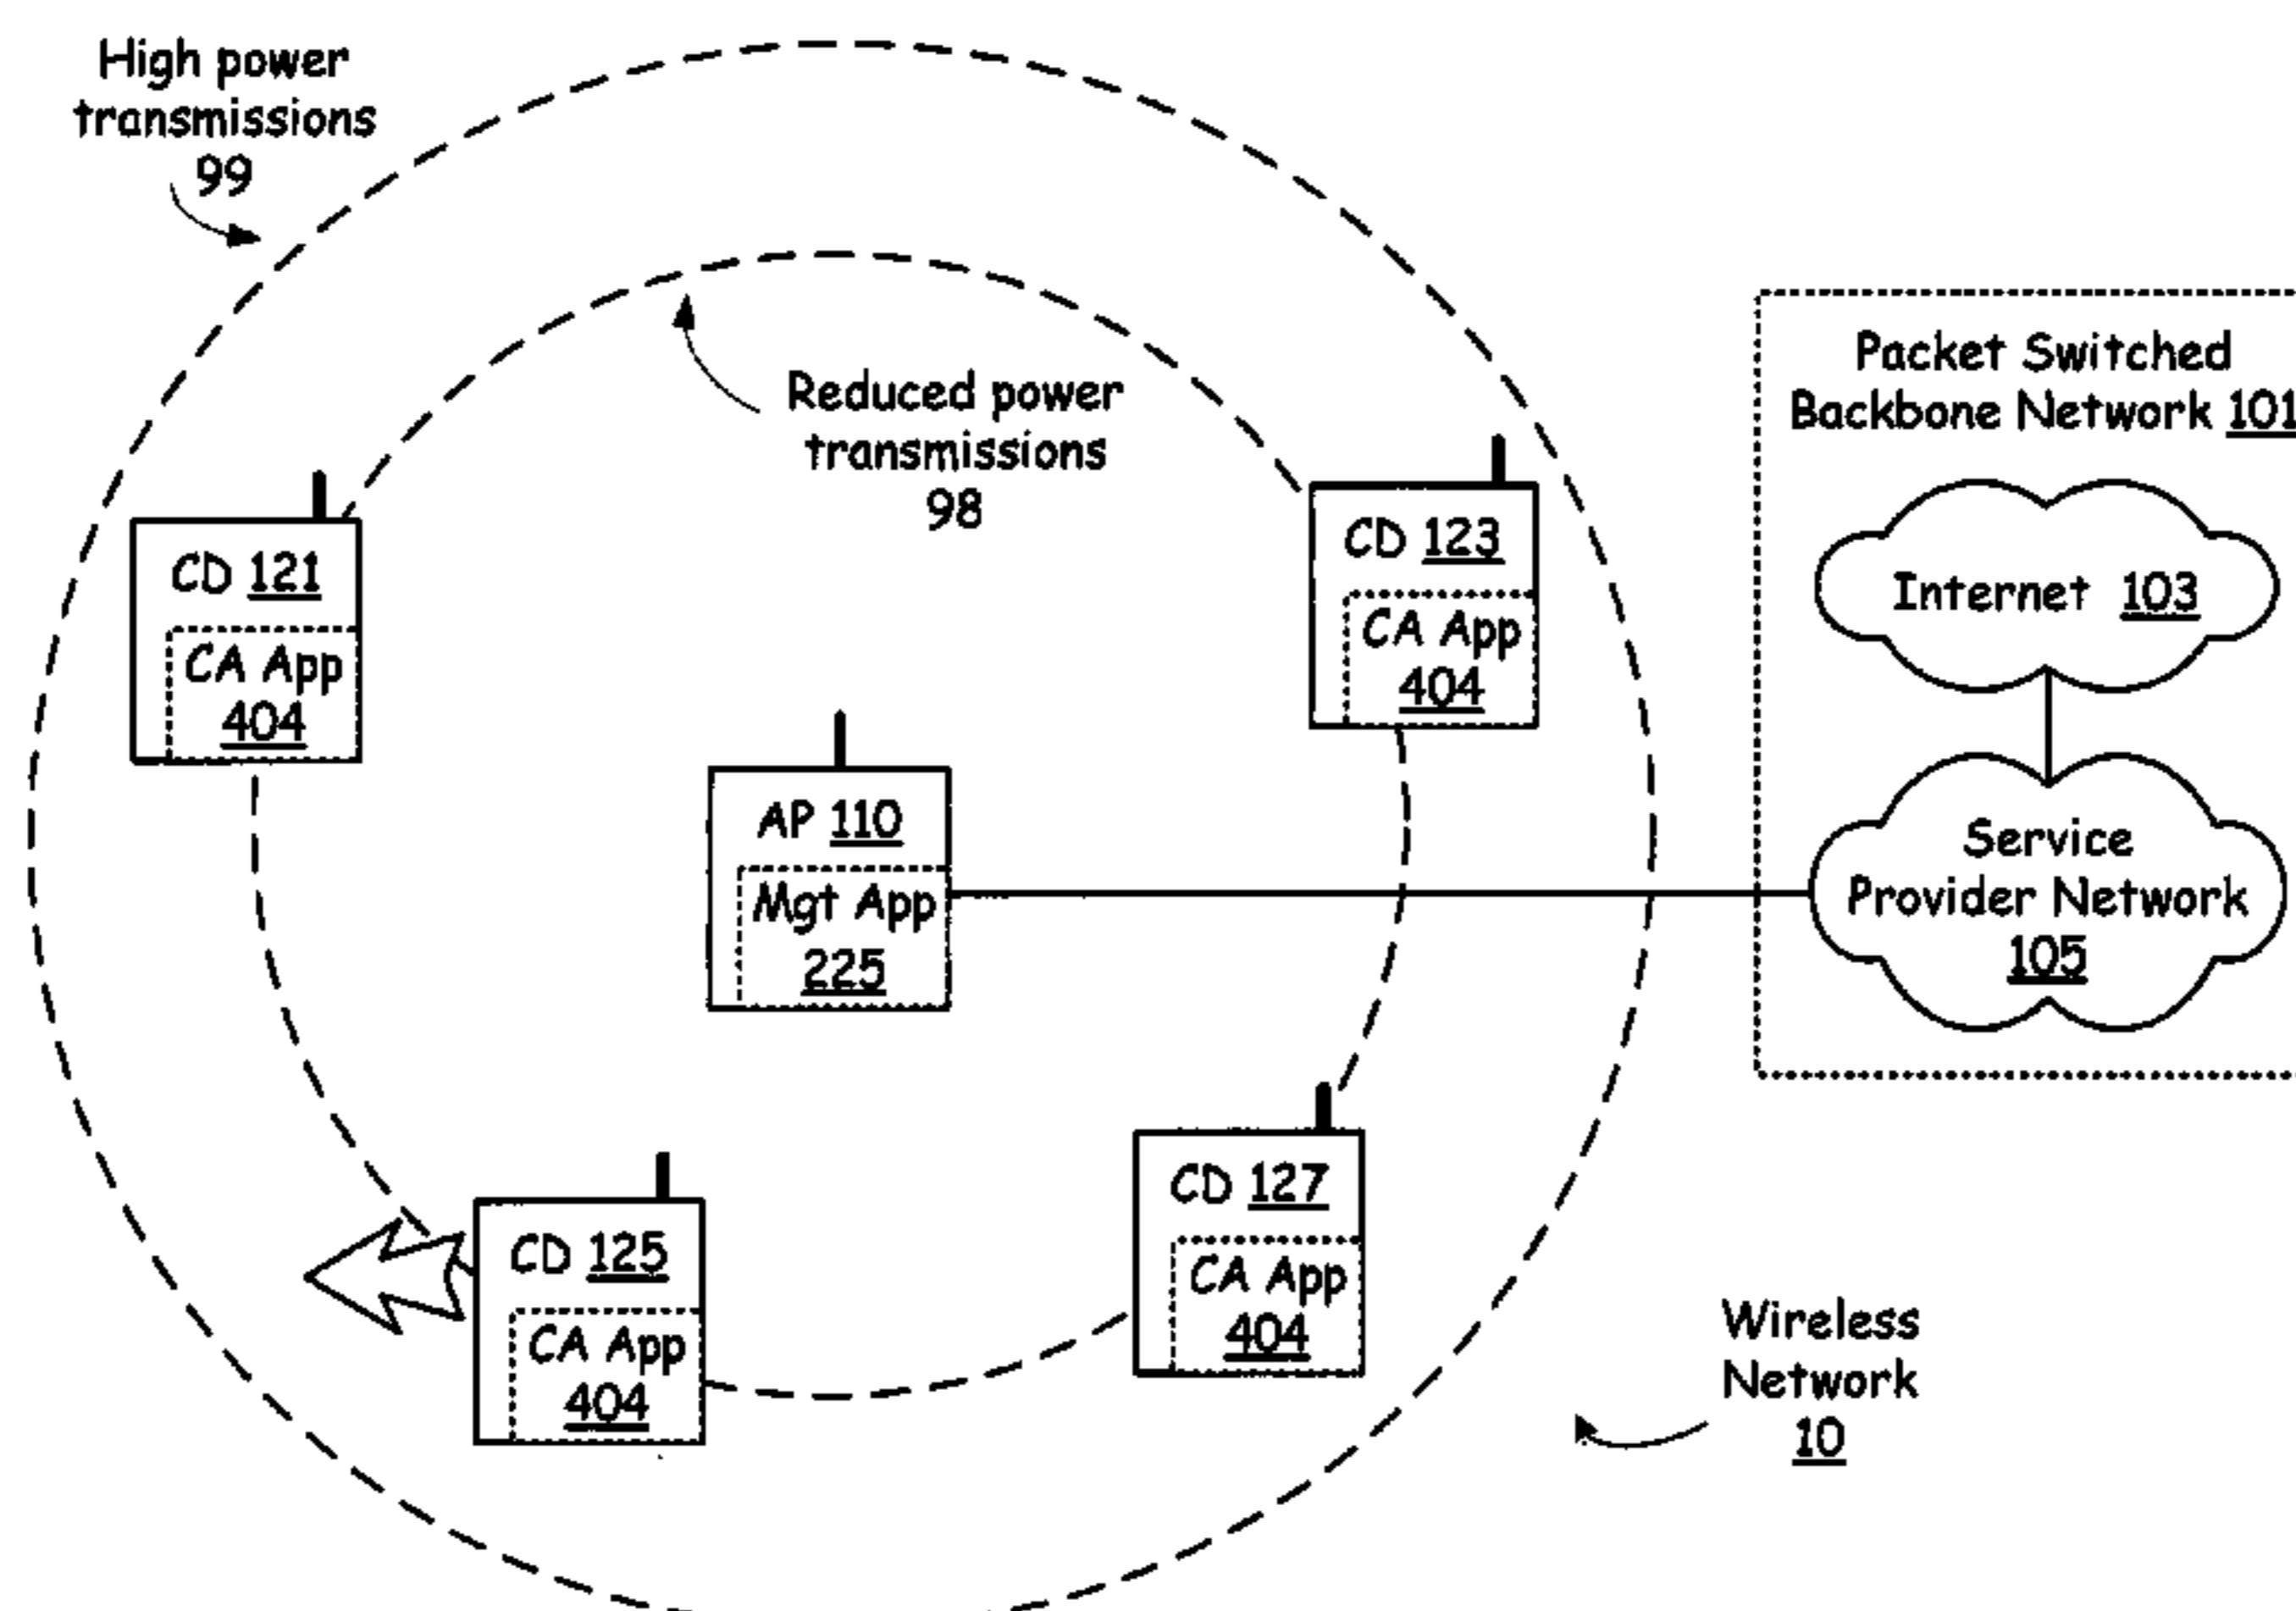 High power
transmissions
99
Reduced power
transmissions
98
Packet Switched
Backbone Network 101
Internet 103
Service
Provider Network
105
CD 121
CA App
404
CD 123
CA App
404
AP 110
Mgt App
225
CD 125
CA App
404
CD 127
CA App
404
Wireless
Network
10